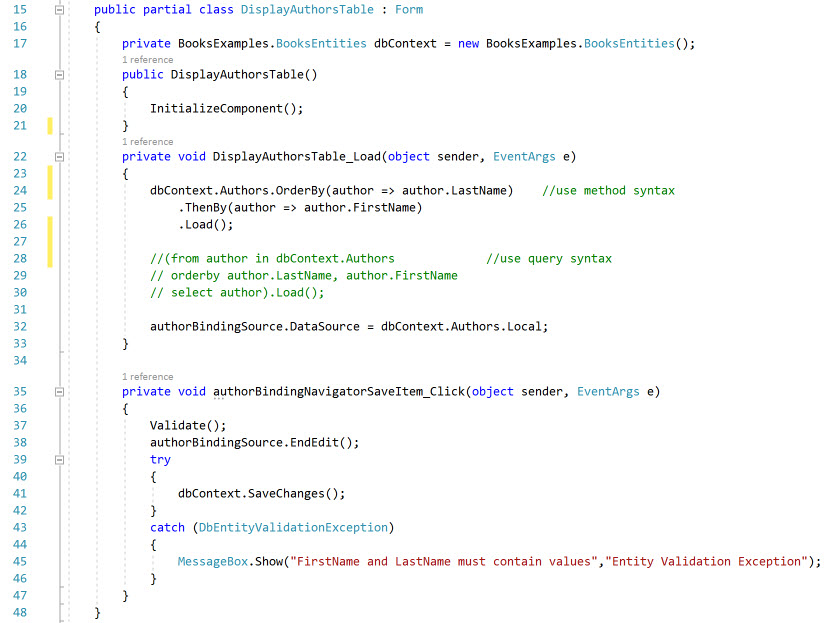 15 public partial class DisplayAuthorsTable : Form
16 {
17 private BooksExamples.BooksEntities dbContext = new BooksExamples.BooksEntities();
1 reference
18 public DisplayAuthorsTable()
19 {
20 InitializeComponent();
21 }
1 reference
22 private void DisplayAuthorsTable_Load(object sender, EventArgs e)
23 {
24 dbContext.Authors.OrderBy(author => author.LastName) //use method syntax
25 .ThenBy(author => author.FirstName)
26 .Load();
27
28 //(from author in dbContext.Authors //use query syntax
29 // orderby author.LastName, author.FirstName
30 // select author).Load();
31
32 authorBindingSource.DataSource = dbContext.Authors.Local;
33 }
34
1 reference
35 private void authorBindingNavigatorSaveItem_Click(object sender, EventArgs e)
36 {
37 Validate();
38 authorBindingSource.EndEdit();
39 try
40 {
41 dbContext.SaveChanges();
42 }
43 catch (DbEntityValidationException)
44 {
45 MessageBox.Show("FirstName and LastName must contain values","Entity Validation Exception");
46 }
47 }
48 }